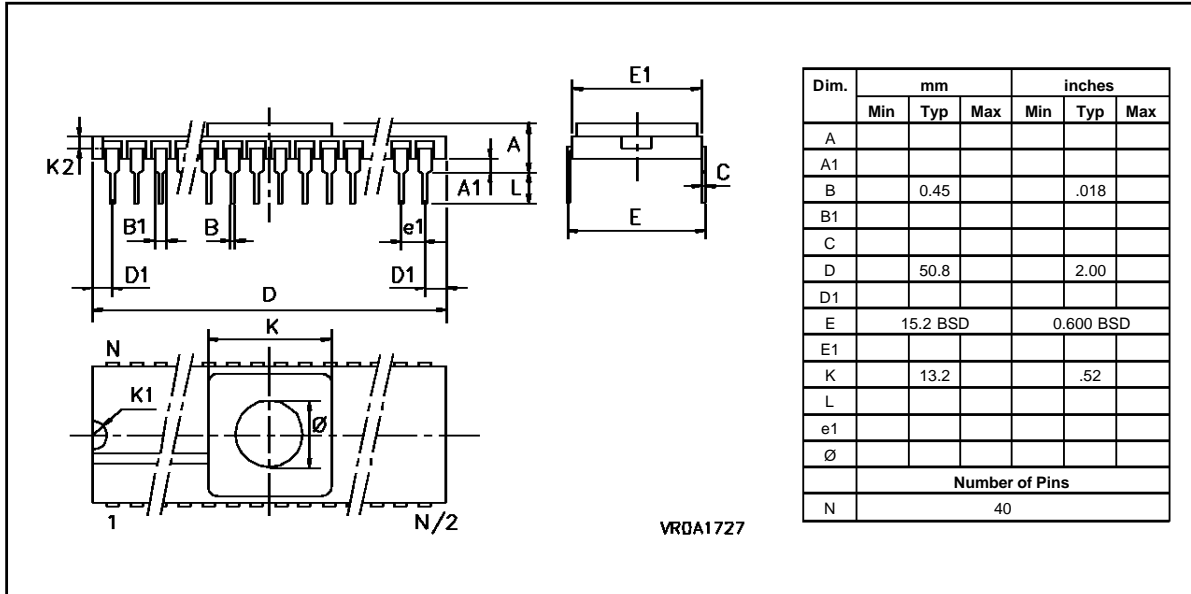 K2
A
A1
L
B1
B
e1
D1
D1
D
E1
C
E
N
K
K1
Ø
1
N/2
VR0A1727
Dim. mm inches
Min Typ Max Min Typ Max
A
A1
B 0.45 .018
B1
C
D 50.8 2.00
D1
E 15.2 BSD 0.600 BSD
E1
K 13.2 .52
L
e1
Ø
Number of Pins
N 40